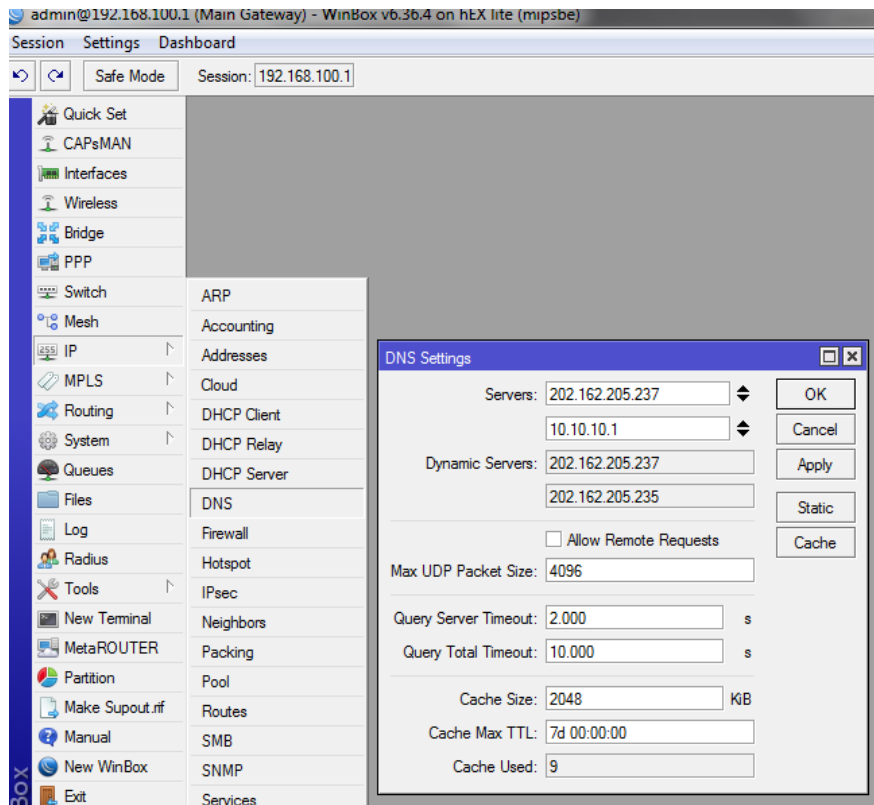 admin@192.168.100.1 (Main Gateway) - WinBox v6.36.4 on hEX lite (mipsbe)
Session Settings Dashboard
Safe Mode Session: 192.168.100.1
Quick Set
CAPsMAN
Interfaces
Wireless
Bridge
PPP
Switch
Mesh
255 IP
MPLS
Routing
System
Queues
Files
Log
Radius
Tools
New Terminal
MetaROUTER
Partition
Make Supout.rif
Manual
New WinBox
Exit
Box
ARP
Accounting
Addresses
Cloud
DHCP Client
DHCP Relay
DHCP Server
DNS
Firewall
Hotspot
IPsec
Neighbors
Packing
Pool
Routes
SMB
SNMP
Services
DNS Settings
Servers: 202.162.205.237
10.10.10.1
Dynamic Servers: 202.162.205.237
202.162.205.235
Allow Remote Requests
Max UDP Packet Size: 4096
Query Server Timeout: 2.000 s
Query Total Timeout: 10.000 s
Cache Size: 2048 KiB
Cache Max TTL: 7d 00:00:00
Cache Used: 9
OK
Cancel
Apply
Static
Cache